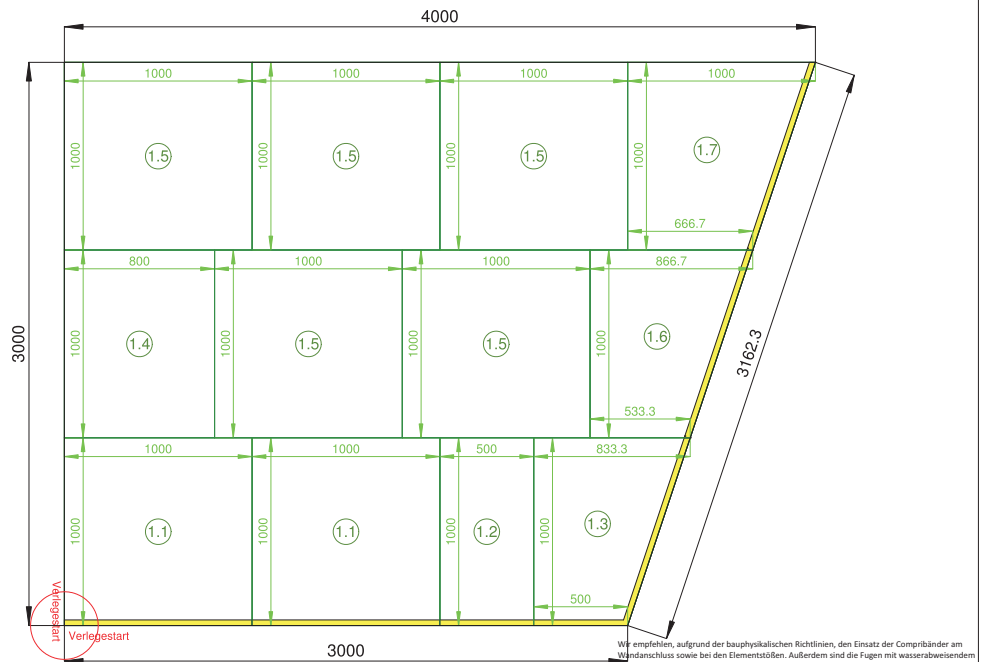 4000
1000 1000 1000 1000
1000 1000 1000 1000
1.5 1.5 1.5 1.7
666.7
800 1000 1000 866.7
3000
1000 1000 1000 1000
1.4 1.5 1.5 1.6
3162.3
533.3
1000 1000 500 833.3
1000 1000 1000 1000
1.1 1.1 1.2 1.3
500
Verlegestart
Verlegestart
3000
Wir empfehlen, aufgrund der bauphysikalischen Richtlinien, den Einsatz der Compribänder am
Wandanschluss sowie bei den Elementstößen. Außerdem sind die Fugen mit wasserabweisendem